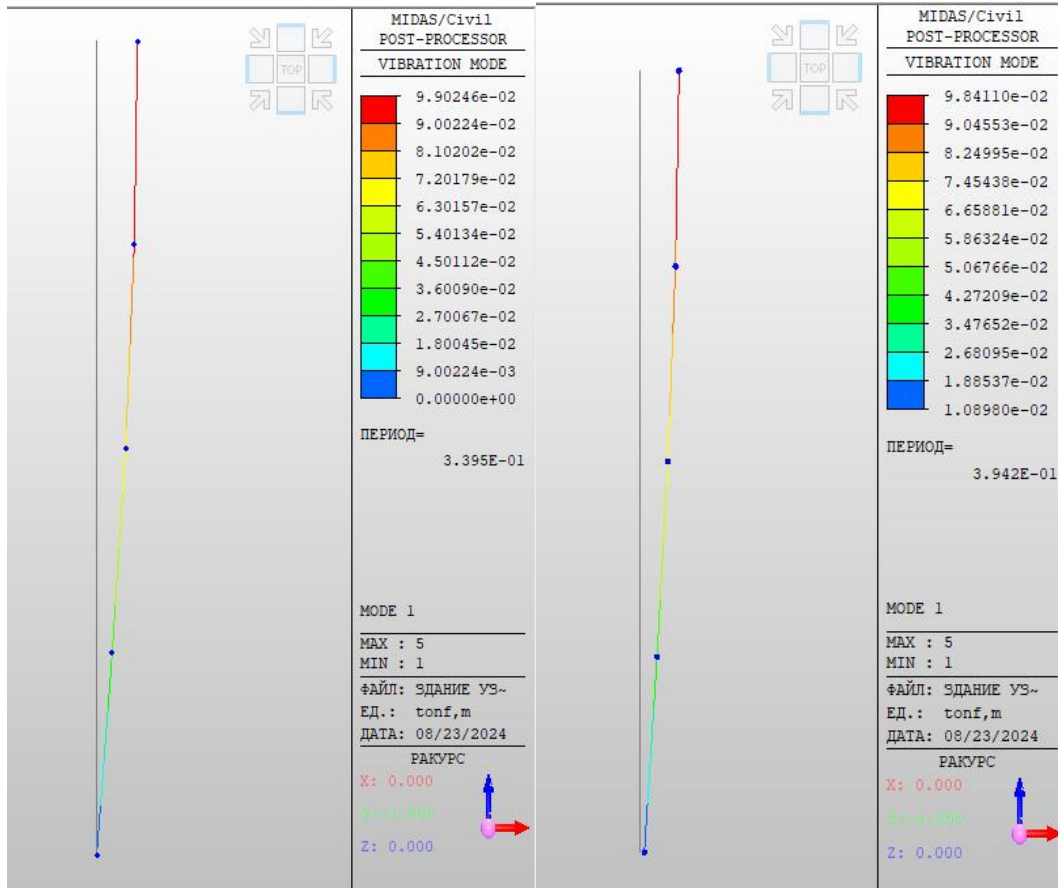 MIDAS/Civil
POST-PROCESSOR
VIBRATION MODE
9.90246e-02
9.00224e-02
8.10202e-02
7.20179e-02
6.30157e-02
5.40134e-02
4.50112e-02
3.60090e-02
2.70067e-02
1.80045e-02
9.00224e-03
0.00000e+00
ПЕРИОД=
3.395E-01
MODE 1
MAX : 5
MIN : 1
ФАЙЛ: ЗДАНИЕ УЗ~
ЕД.: tonf,m
ДАТА: 08/23/2024
РАКУРС
X: 0.000
Z: 0.000
TOP
MIDAS/Civil
POST-PROCESSOR
VIBRATION MODE
9.84110e-02
9.04553e-02
8.24995e-02
7.45438e-02
6.65881e-02
5.86324e-02
5.06766e-02
4.27209e-02
3.47652e-02
2.68095e-02
1.88537e-02
1.08980e-02
ПЕРИОД=
3.942E-01
MODE 1
MAX : 5
MIN : 1
ФАЙЛ: ЗДАНИЕ УЗ~
ЕД.: tonf,m
ДАТА: 08/23/2024
РАКУРС
X: 0.000
Z: 0.000
TOP